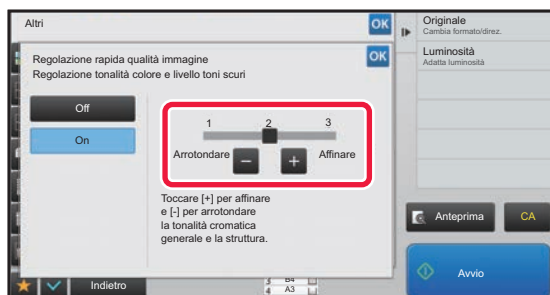 Altri
OK
Regolazione rapida qualità immagine
Regolazione tonalità colore e livello toni scuri
OK
Off
On
1 2 3
Arrotondare
−
+
Affinare
Toccare [+] per affinare
e [-] per arrotondare
la tonalità cromatica
generale e la struttura.
Indietro
B4
A3
Originale
Cambia formato/direz.
Luminosità
Adatta luminosità
Anteprima
CA
Avvio